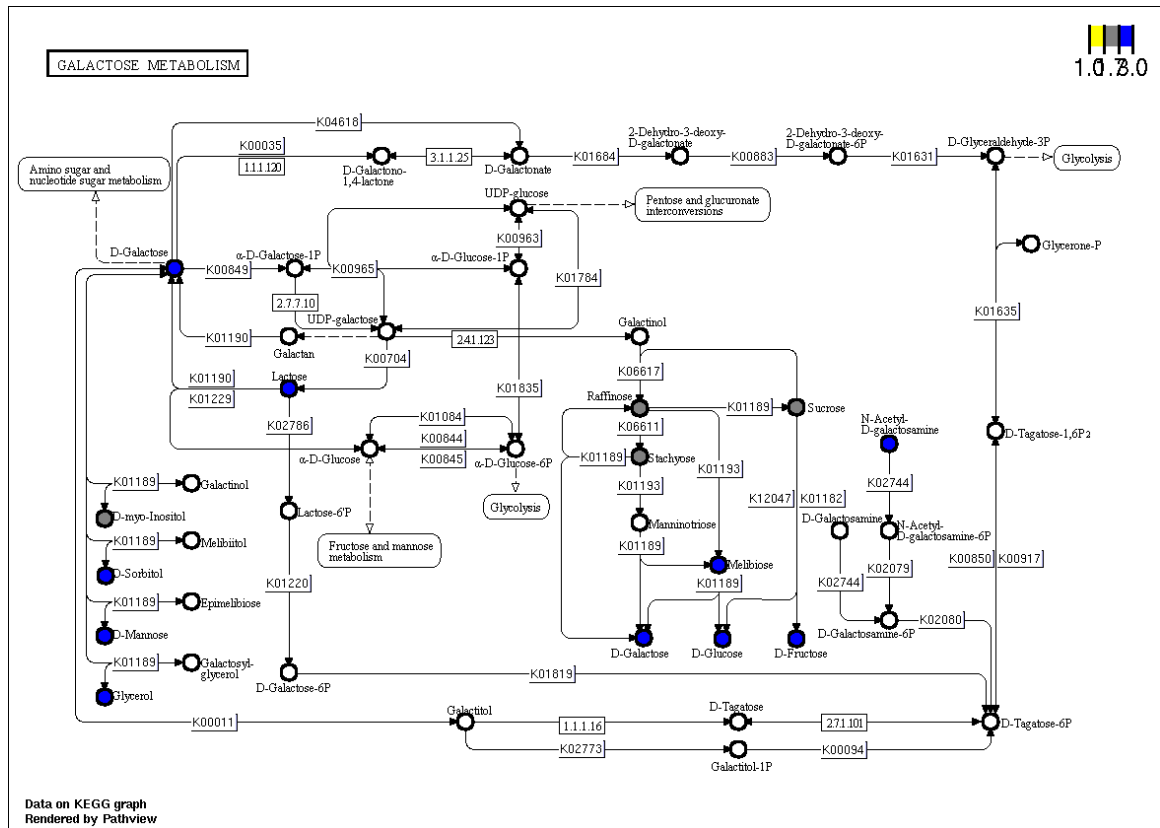 GALACTOSE METABOLISM
K04618
K00035
1.1.1.120
D-Galactono-
1,4-lactone
3.1.1.25
D-Galactonate
K01684
2-Dehydro-3-deoxy-
D-galactonate
K00883
2-Dehydro-3-deoxy-
D-galactonate-6P
K01631
D-Glyceraldehyde-3P
Glycolysis
Amino sugar and
nucleotide sugar metabolism
UDP-glucose
Pentose and glucuronate
interconversions
K00963
D-Galactose
K00849
α-D-Galactose-1P
K00965
α-D-Glucose-1P
K01784
Glycerone-P
2.7.7.10
UDP-galactose
K01635
K01190
Galactan
K00704
2.4.1.123
Galactinol
K01190
K01229
Lactose
K01835
K06617
Raffinose
K01189
Sucrose
N-Acetyl-
D-galactosamine
K02786
K01084
K00844
K00845
α-D-Glucose
α-D-Glucose-6P
K06611
K01189
Stachyose
K01193
D-Tagatose-1,6P2
K01189
Galactinol
D-myo-Inositol
Lactose-6'P
Fructose and mannose
metabolism
Glycolysis
K01193
Manninotriose
K12047
K01182
K02744
D-Galactosamine
N-Acetyl-
D-galactosamine-6P
K01189
Melibiitol
D-Sorbitol
K01189
Melibiose
K01189
K02744
K02079
K00850
K00917
K01220
K01189
Epimelibiose
D-Mannose
D-Galactose
D-Glucose
D-Fructose
D-Galactosamine-6P
K02080
K01189
Galactosyl-
glycerol
Glycerol
D-Galactose-6P
K01819
K00011
Galactitol
1.1.1.16
D-Tagatose
2.7.1.101
D-Tagatose-6P
K02773
Galactitol-1P
K00094
Data on KEGG graph
Rendered by Pathview